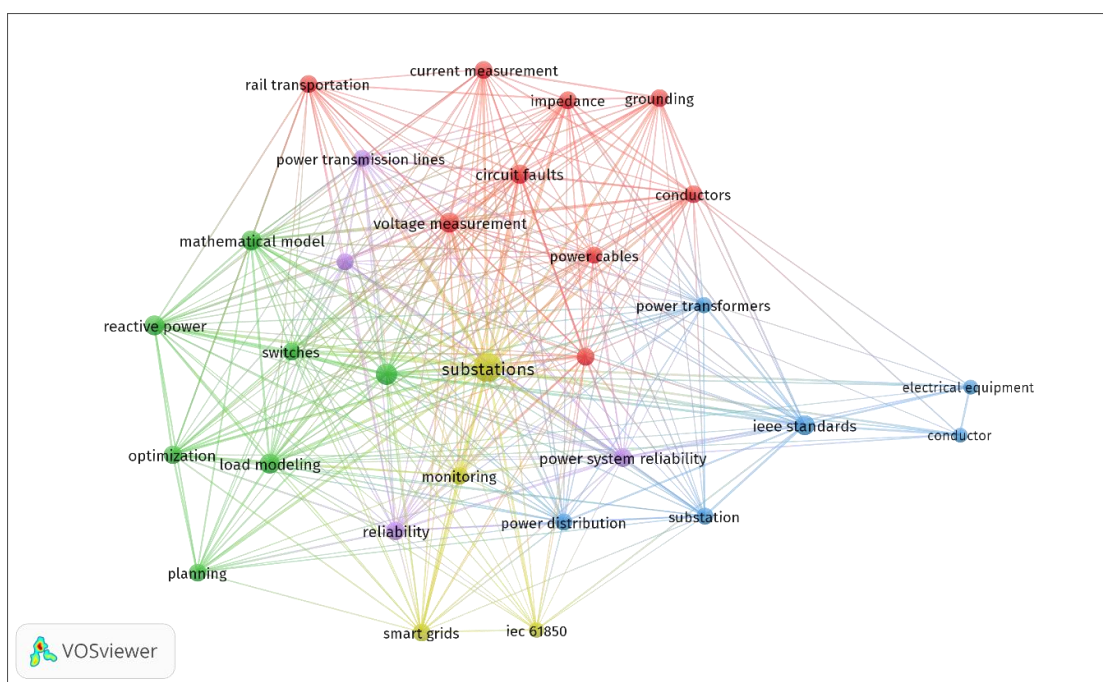 current measurement
rail transportation
impedance
grounding
power transmission lines
circuit faults
conductors
voltage measurement
mathematical model
power cables
power transformers
reactive power
switches
substations
electrical equipment
ieee standards
conductor
optimization
load modeling
power system reliability
monitoring
substation
power distribution
reliability
planning
smart grids
iec 61850
VOSviewer